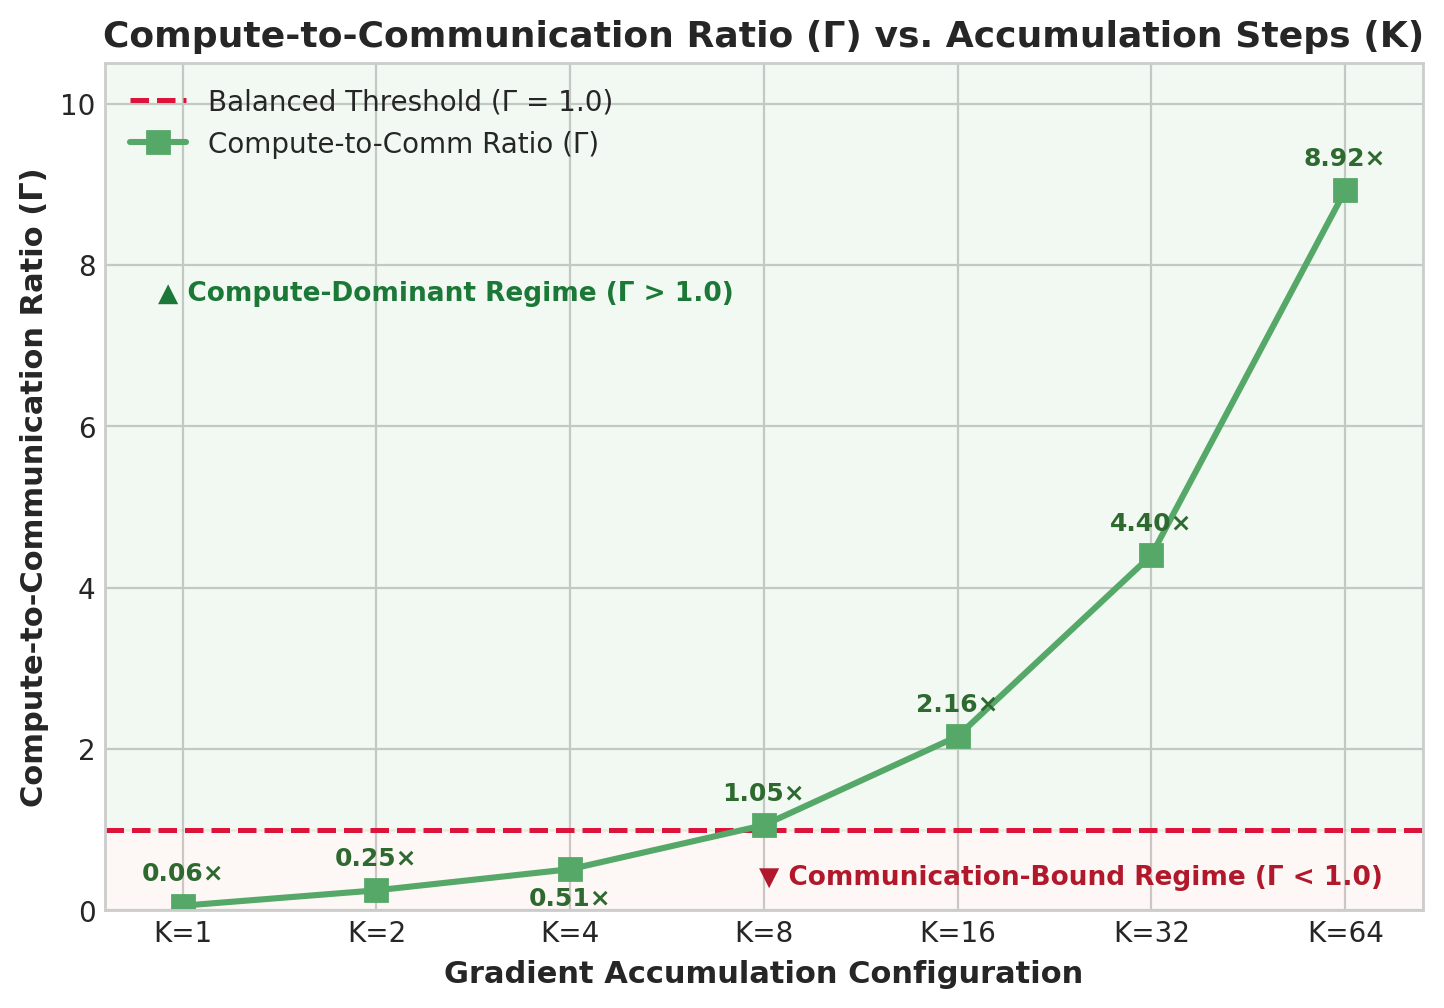 Compute-to-Communication Ratio (Γ) vs. Accumulation Steps (K)
Compute-to-Communication Ratio (Γ)
10
8
6
4
2
0
Balanced Threshold (Γ = 1.0)
Compute-to-Comm Ratio (Γ)
▲ Compute-Dominant Regime (Γ > 1.0)
0.06×
0.25×
0.51×
1.05×
2.16×
4.40×
8.92×
▼ Communication-Bound Regime (Γ < 1.0)
K=1
K=2
K=4
K=8
K=16
K=32
K=64
Gradient Accumulation Configuration